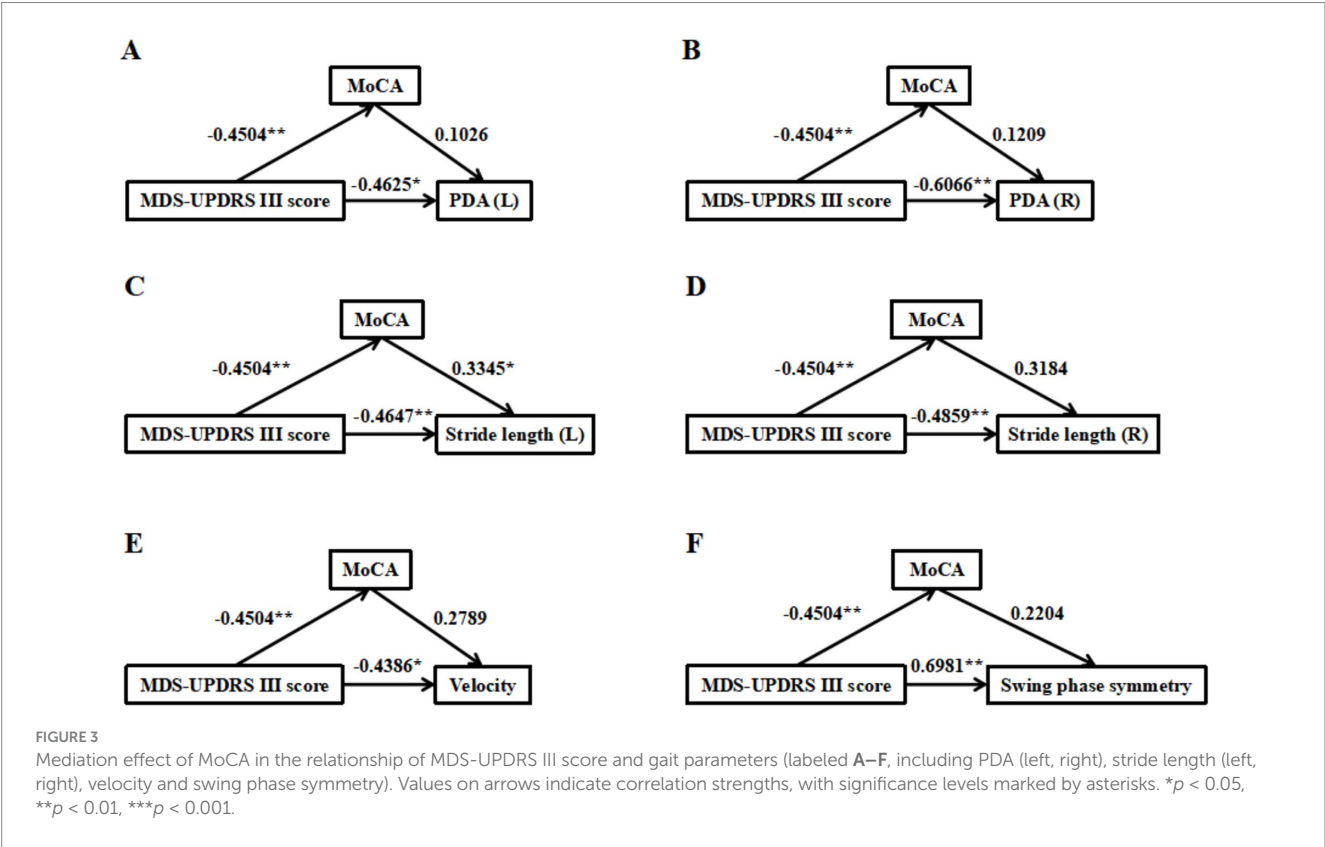 A
B
MoCA
MoCA
-0.4504**
0.1026
-0.4504**
0.1209
-0.4625*
-0.6066**
MDS-UPDRS III score
PDA (L)
MDS-UPDRS III score
PDA (R)
C
D
MoCA
MoCA
-0.4504**
0.3345*
-0.4504**
0.3184
-0.4647**
-0.4859**
MDS-UPDRS III score
Stride length (L)
MDS-UPDRS III score
Stride length (R)
E
F
MoCA
MoCA
-0.4504**
0.2789
-0.4504**
0.2204
-0.4386*
0.6981**
MDS-UPDRS III score
Velocity
MDS-UPDRS III score
Swing phase symmetry
FIGURE 3
Mediation effect of MoCA in the relationship of MDS-UPDRS III score and gait parameters (labeled A–F, including PDA (left, right), stride length (left,
right), velocity and swing phase symmetry). Values on arrows indicate correlation strengths, with significance levels marked by asterisks. *p < 0.05,
**p < 0.01, ***p < 0.001.